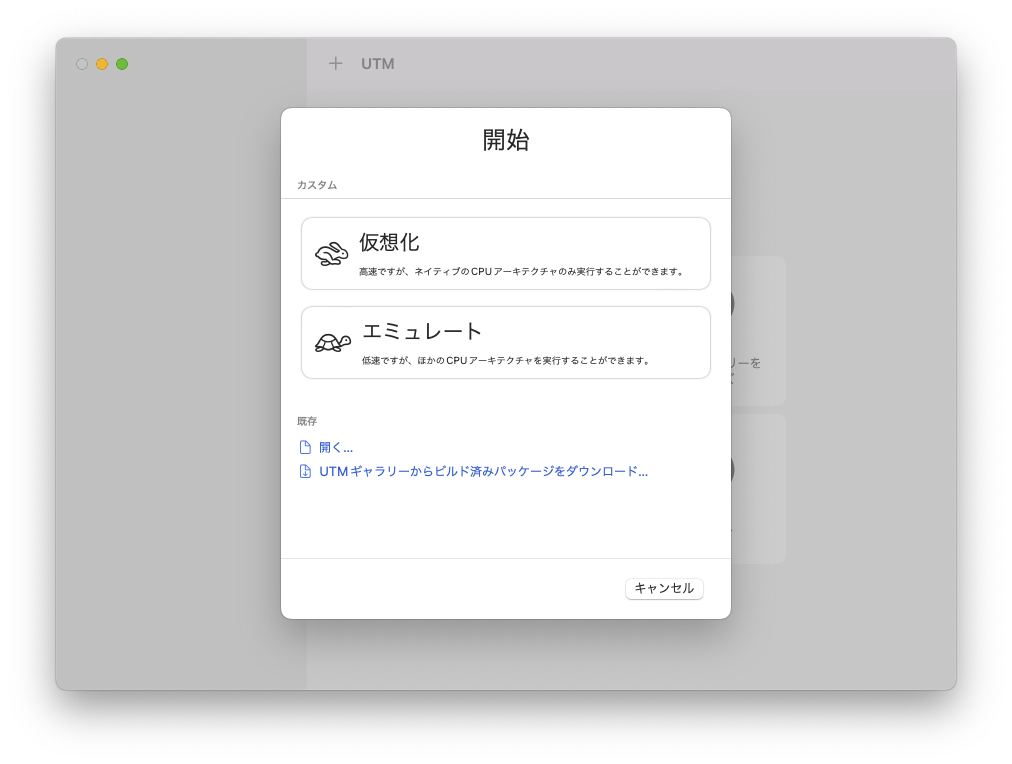 UTM
開始
カスタム
仮想化
高速ですが、ネイティブのCPUアーキテクチャのみ実行することができます。
エミュレート
低速ですが、ほかのCPUアーキテクチャを実行することができます。
リーを
既存
開く...
UTMギャラリーからビルド済みパッケージをダウンロード...
キャンセル